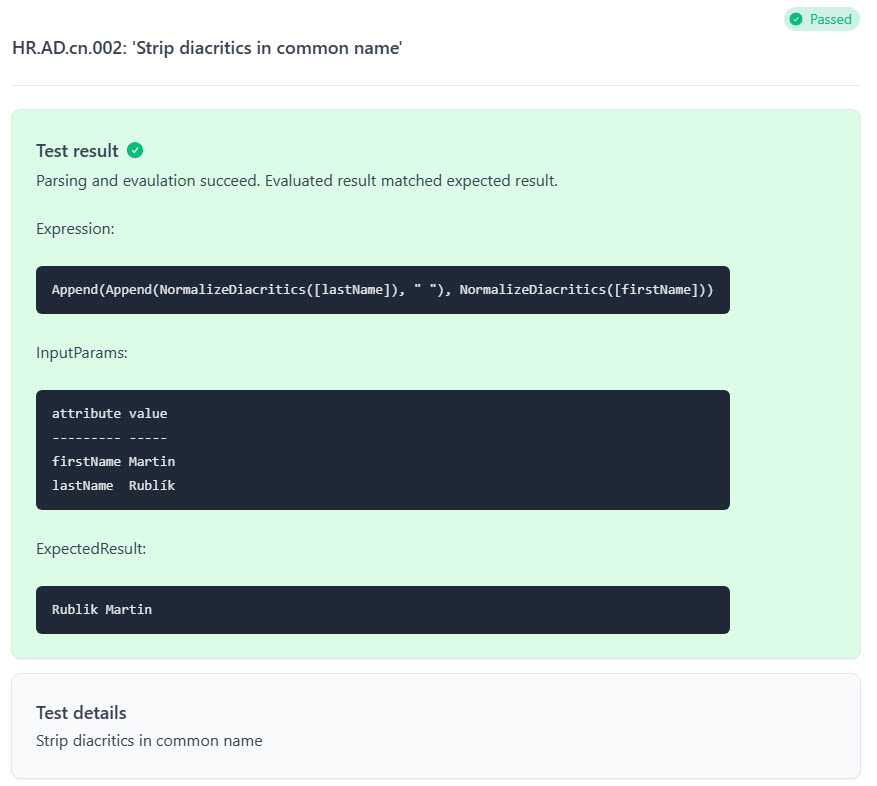 Passed
HR.AD.cn.002: 'Strip diacritics in common name'
Test result
Parsing and evaulation succeed. Evaluated result matched expected result.
Expression:
Append(Append(NormalizeDiacritics([lastName]), " "), NormalizeDiacritics([firstName]))
InputParams:
attribute value
--------- -----
firstName Martin
lastName  Rublík
ExpectedResult:
Rublik Martin
Test details
Strip diacritics in common name